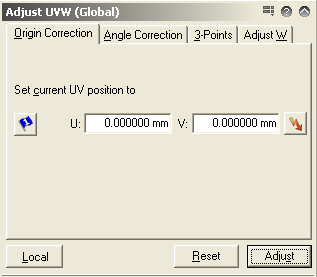 Adjust UVW (Global)
Origin Correction Angle Correction 3-Points Adjust W
Set current UV position to
U: 0.000000 mm V: 0.000000 mm
Local Reset Adjust